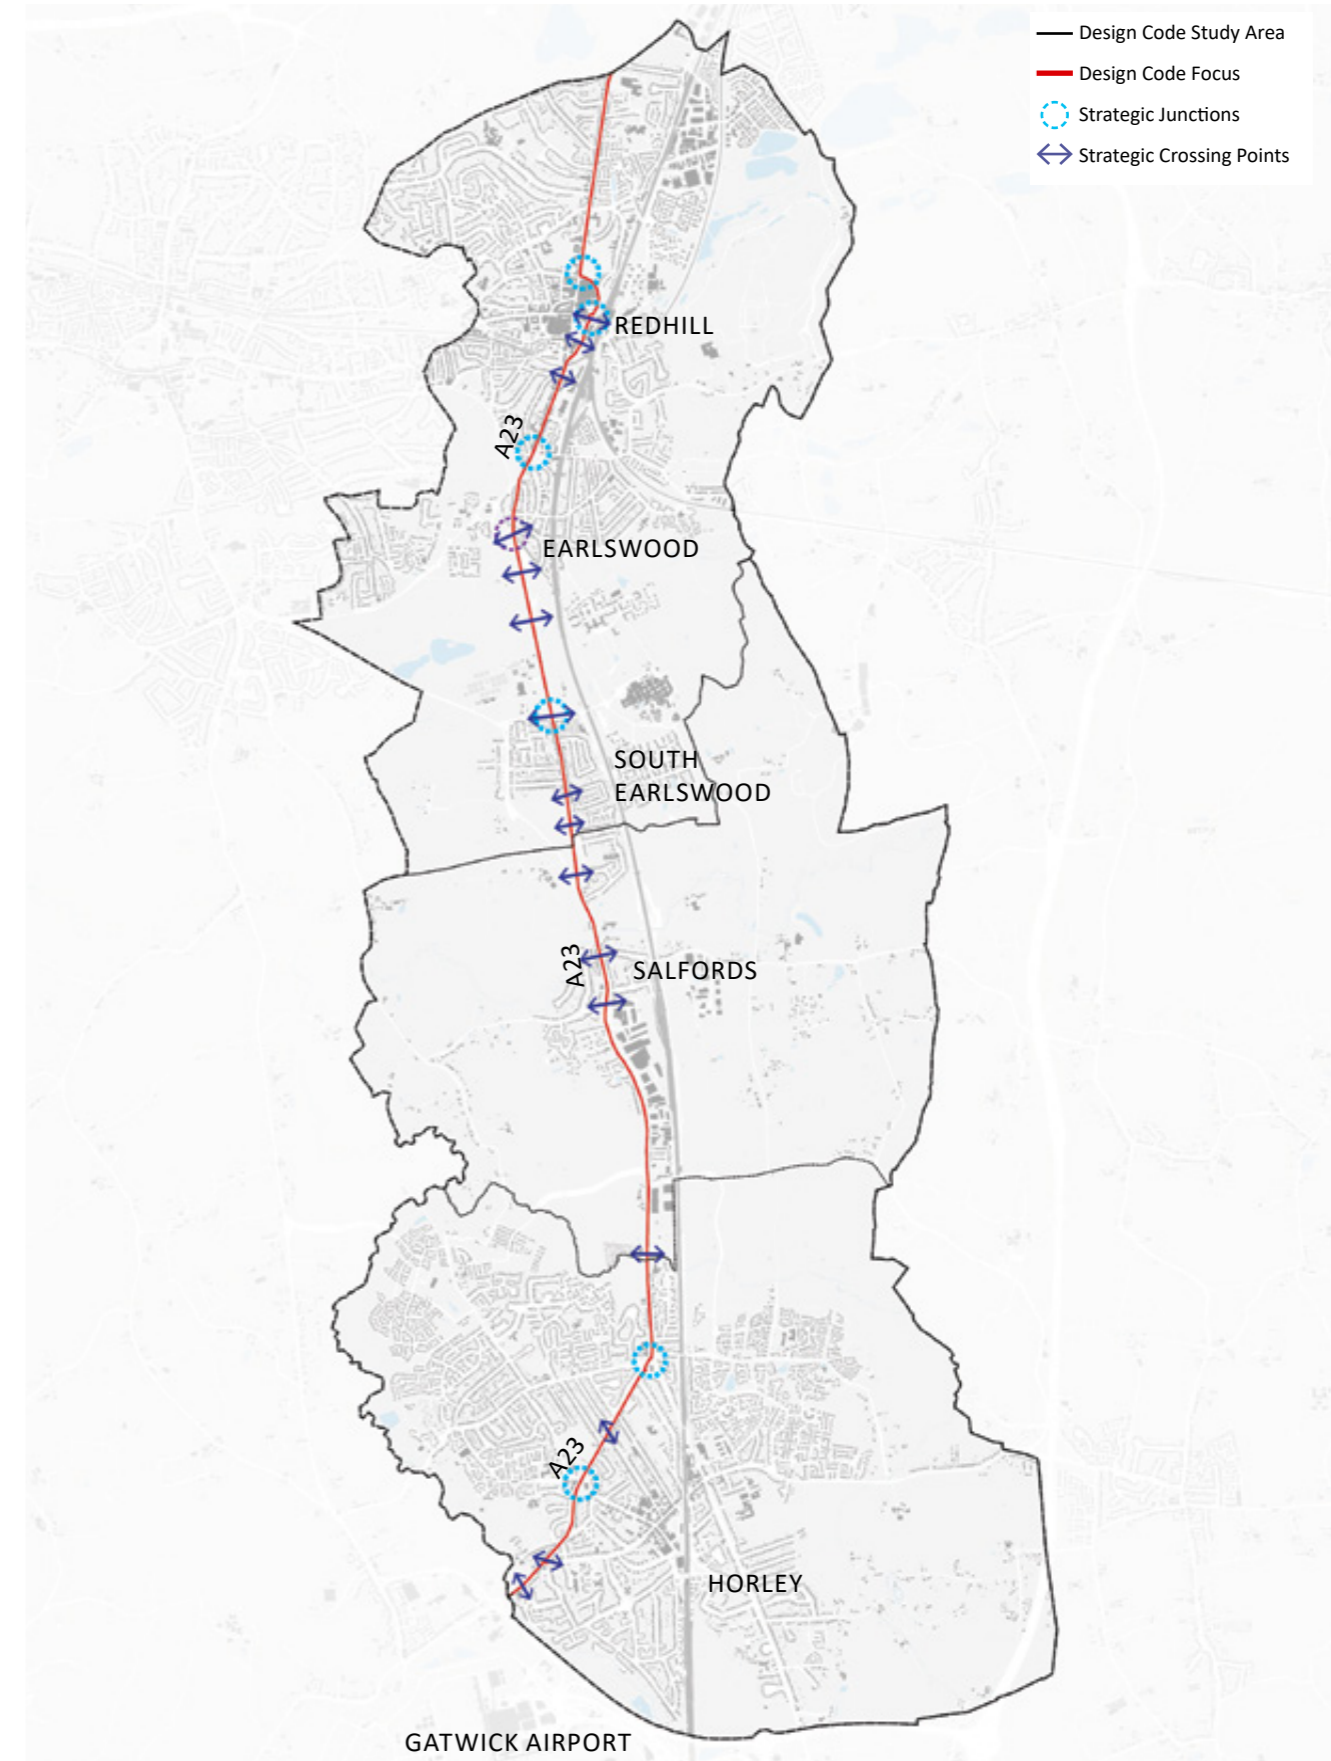 Design Code Study Area
Design Code Focus
Strategic Junctions
Strategic Crossing Points
REDHILL
A23
EARLSWOOD
SOUTH
EARLSWOOD
A23
SALFORDS
A23
HORLEY
GATWICK AIRPORT